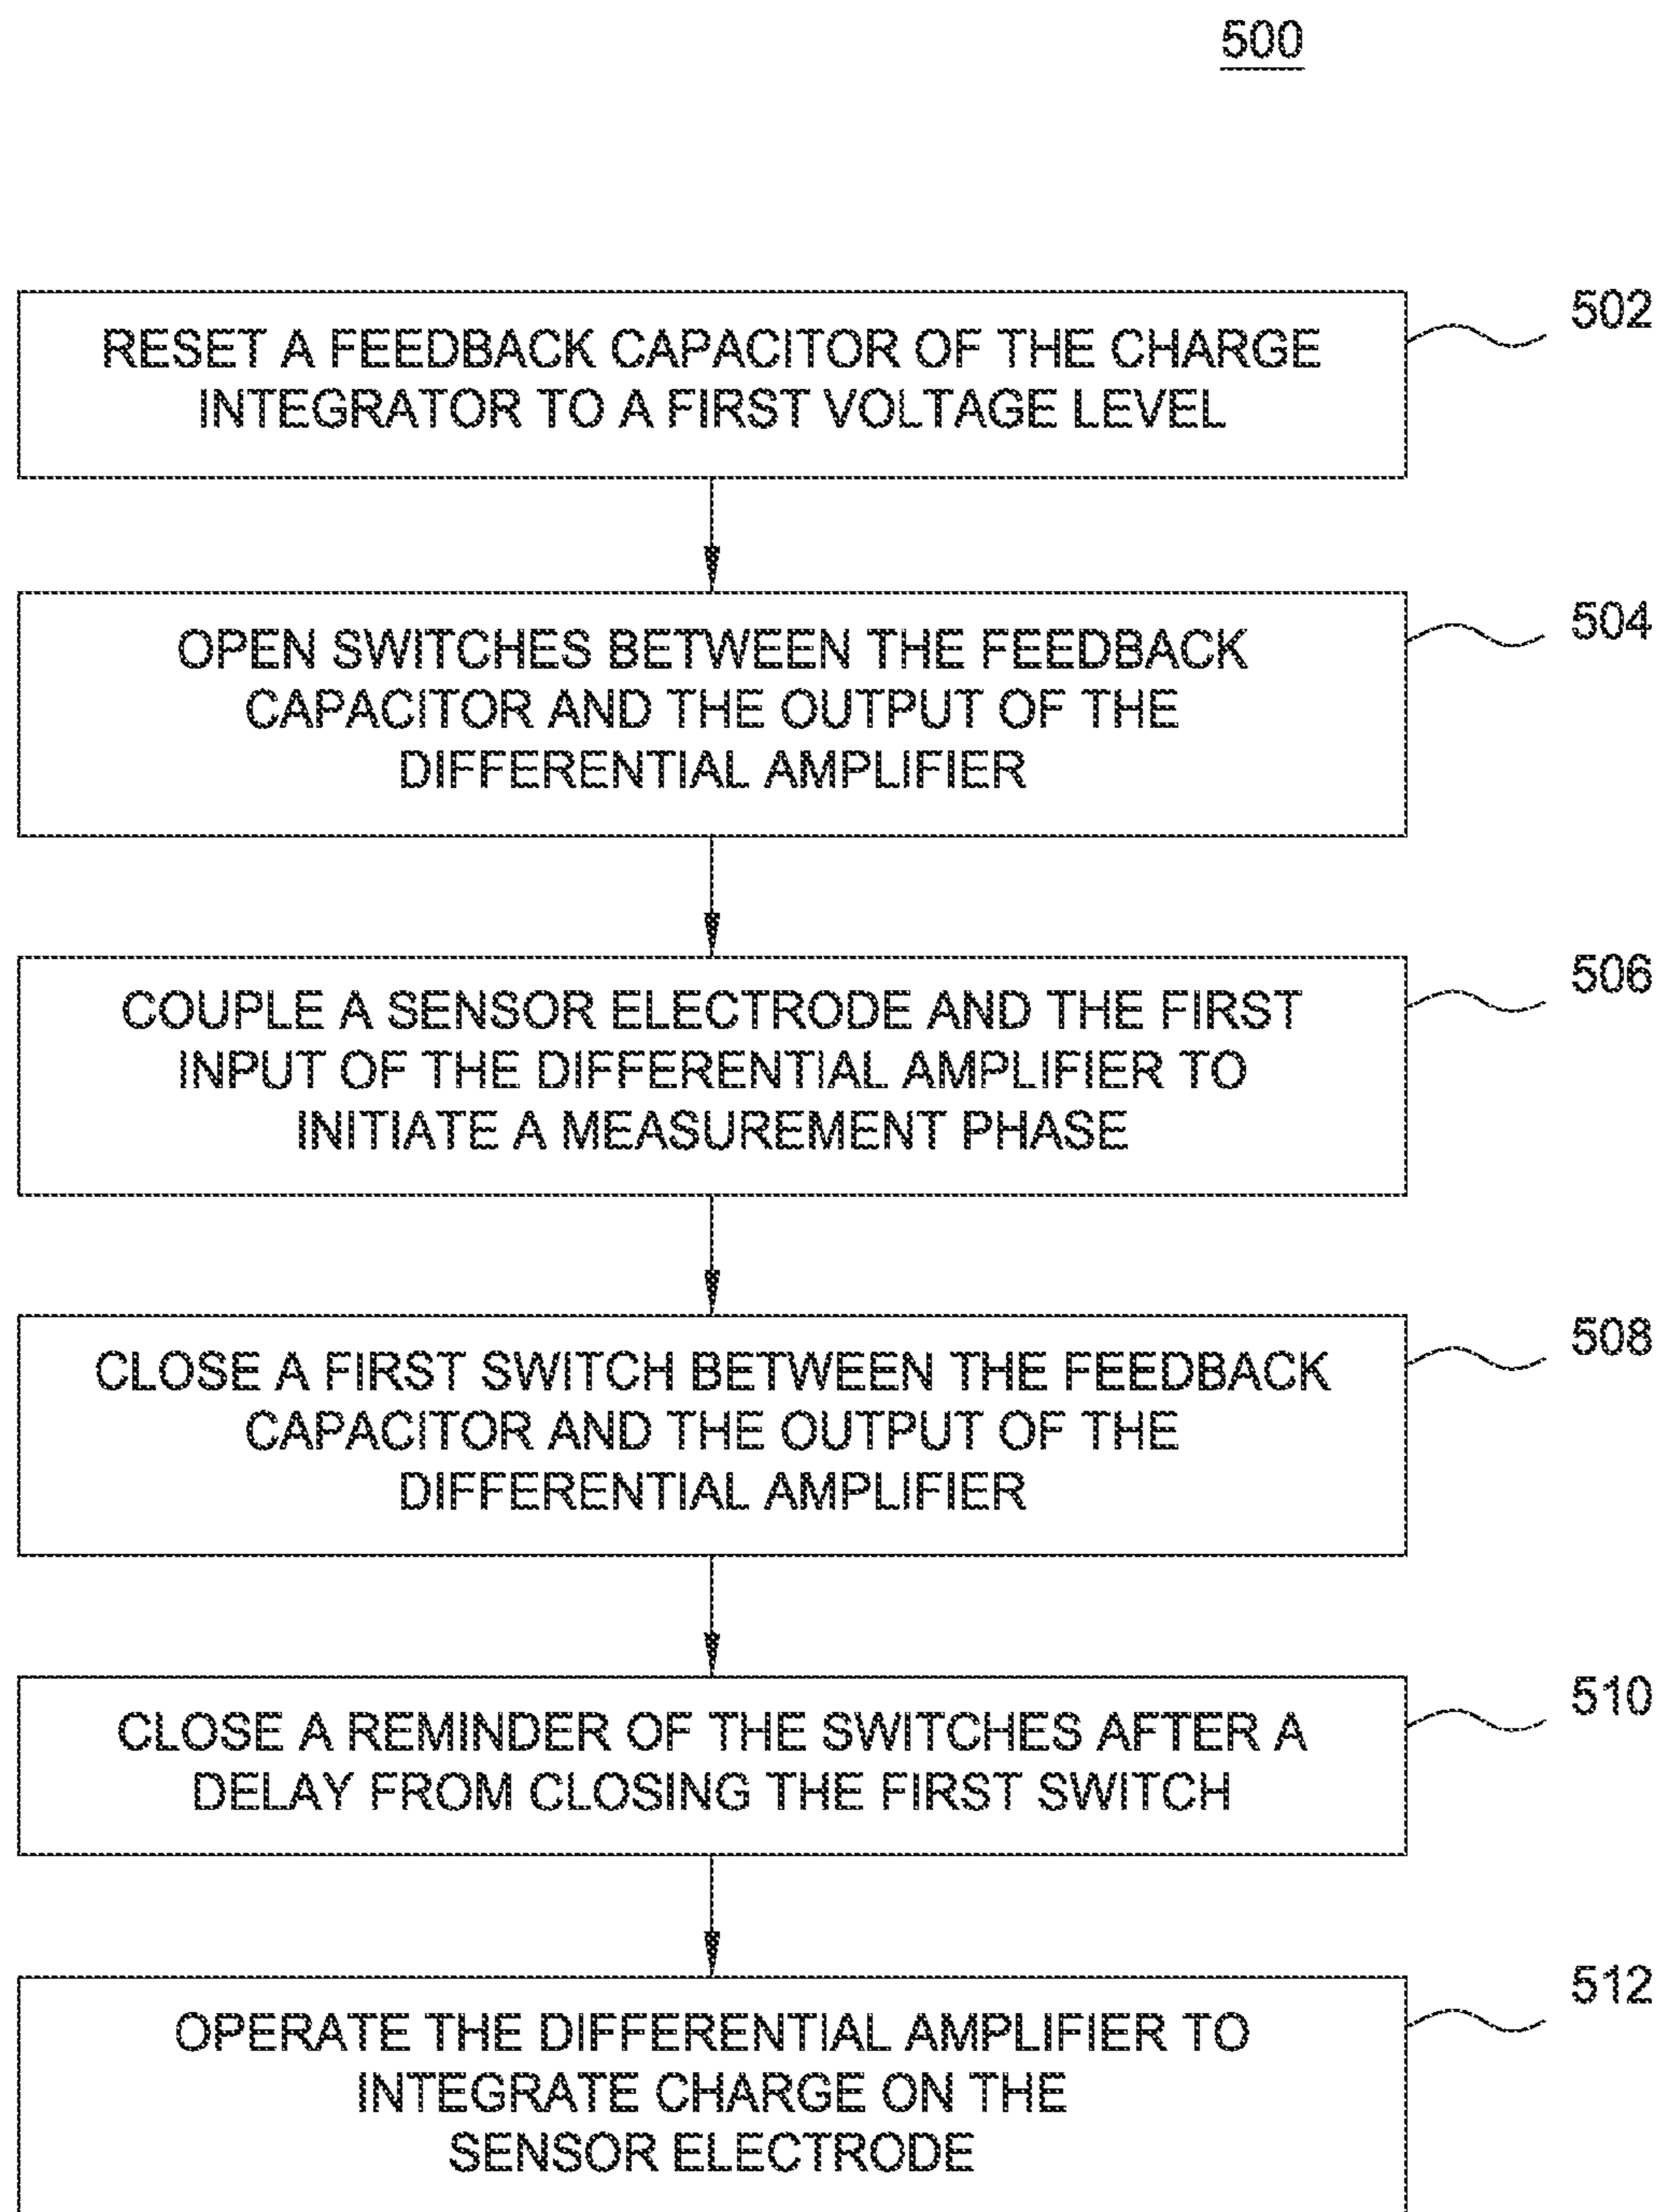 500
RESET A FEEDBACK CAPACITOR OF THE CHARGE
INTEGRATOR TO A FIRST VOLTAGE LEVEL
502
OPEN SWITCHES BETWEEN THE FEEDBACK
CAPACITOR AND THE OUTPUT OF THE
DIFFERENTIAL AMPLIFIER
504
COUPLE A SENSOR ELECTRODE AND THE FIRST
INPUT OF THE DIFFERENTIAL AMPLIFIER TO
INITIATE A MEASUREMENT PHASE
506
CLOSE A FIRST SWITCH BETWEEN THE FEEDBACK
CAPACITOR AND THE OUTPUT OF THE
DIFFERENTIAL AMPLIFIER
508
CLOSE A REMINDER OF THE SWITCHES AFTER A
DELAY FROM CLOSING THE FIRST SWITCH
510
OPERATE THE DIFFERENTIAL AMPLIFIER TO
INTEGRATE CHARGE ON THE
SENSOR ELECTRODE
512